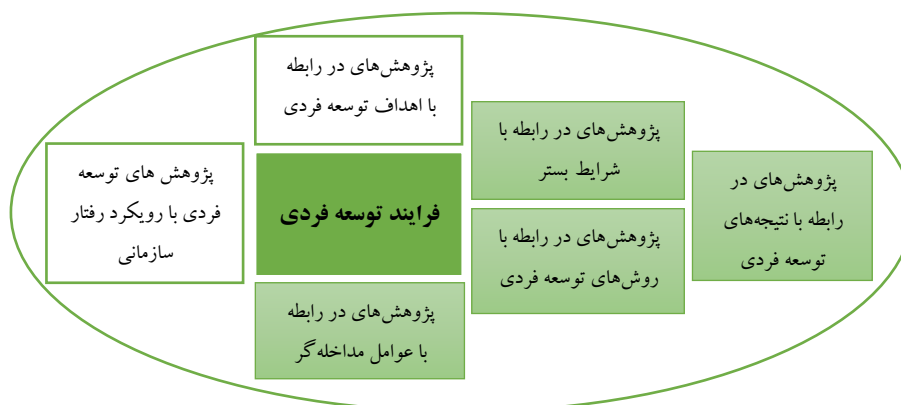 پژوهش‌های در رابطه
با اهداف توسعه فردی
پژوهش‌های در رابطه با
شرایط بستر
پژوهش‌های در
رابطه با نتیجه‌های
توسعه فردی
پژوهش های توسعه
فردی با رویکرد رفتار
سازمانی
فرایند توسعه فردی
پژوهش‌های در رابطه با
روش‌های توسعه فردی
پژوهش‌های در رابطه
با عوامل مداخله‌گر